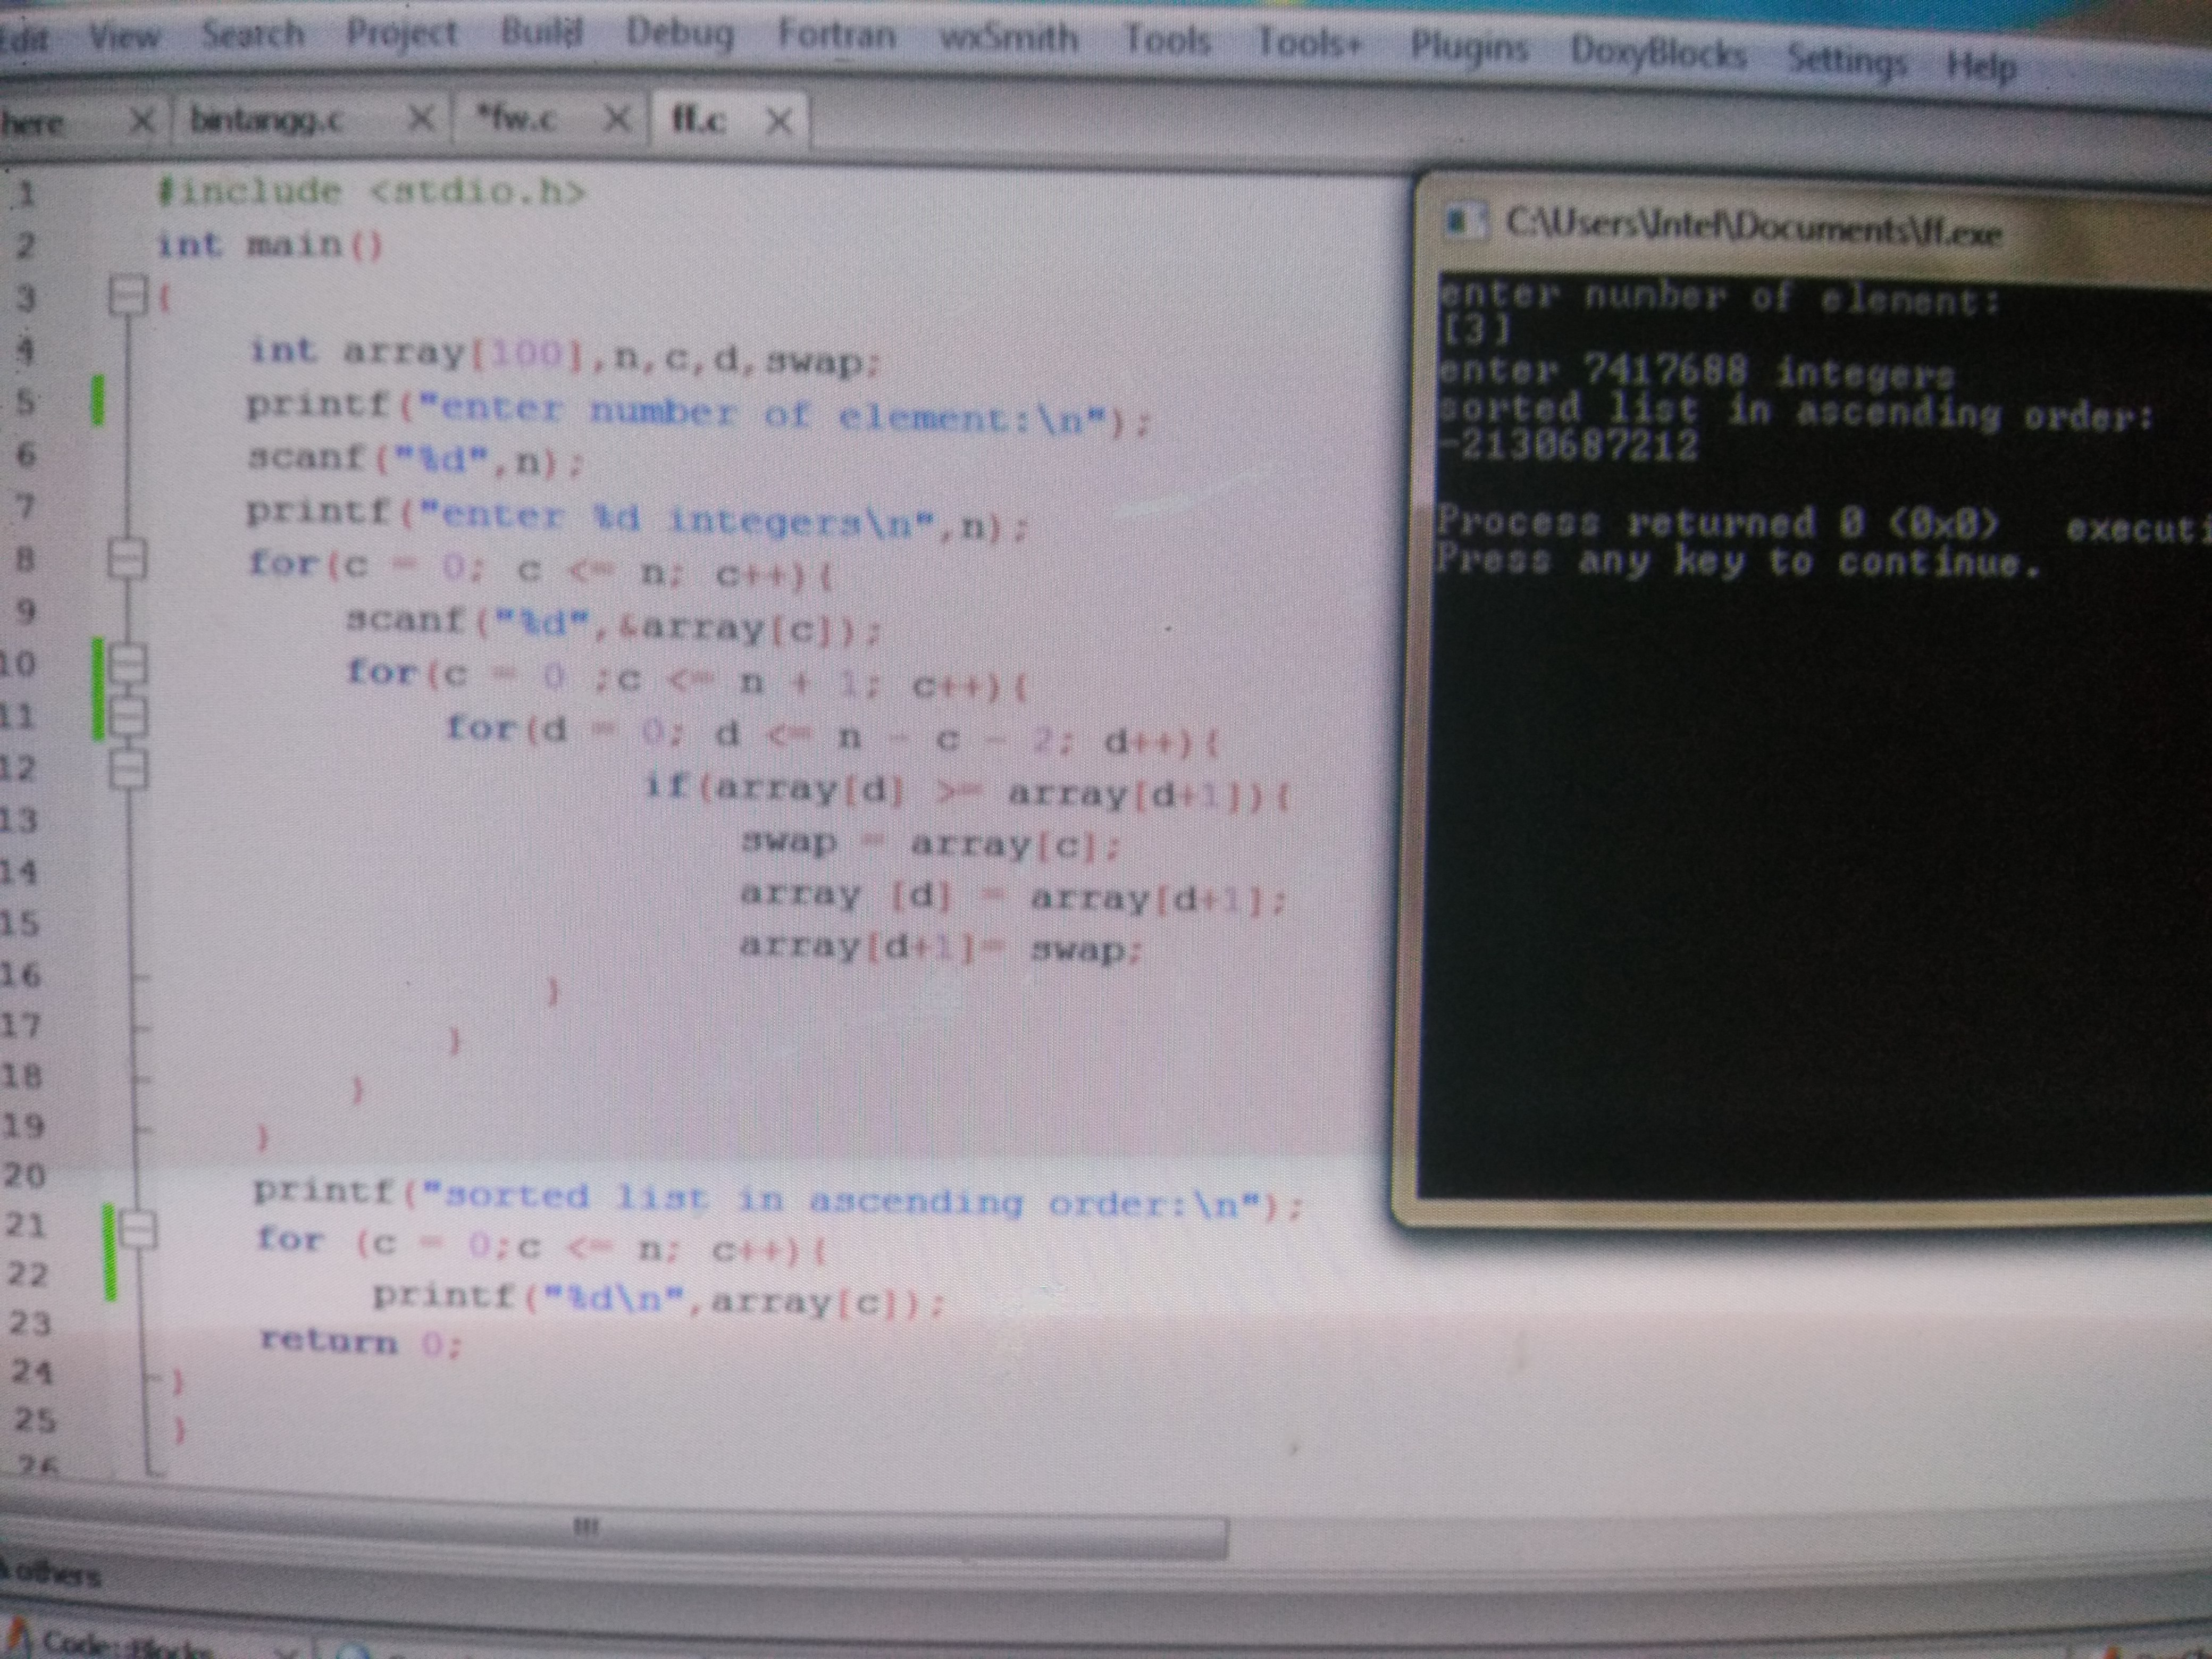 Edit View Search Project Build Debug Fortran wxSmith Tools Tools+ Plugins DoxyBlocks Settings Help
here bintangg.c *fw.c ff.c
1 #include <stdio.h>
2 int main()
3 {
4 int array[100],n,c,d,swap;
5 printf("enter number of element:\n");
6 scanf("%d",n);
7 printf("enter %d integers\n",n);
8 for(c = 0; c <= n; c++){
9 scanf("%d",&array[c]);
10 for(c = 0 ;c <= n + 1; c++){
11 for(d = 0; d <= n - c - 2; d++){
12 if(array[d] >= array[d+1]){
13 swap = array[c];
14 array [d] = array[d+1];
15 array[d+1]= swap;
16 }
17 }
18 }
19 }
20 printf("sorted list in ascending order:\n");
21 for (c = 0;c <= n; c++){
22 printf("%d\n",array[c]);
23 return 0;
24 }
25 }
26
C:\Users\Intel\Documents\ff.exe
enter number of element:
[3]
enter 7417688 integers
sorted list in ascending order:
-2130687212
Process returned 0 (0x0) executi
Press any key to continue.
others
Code::Blocks